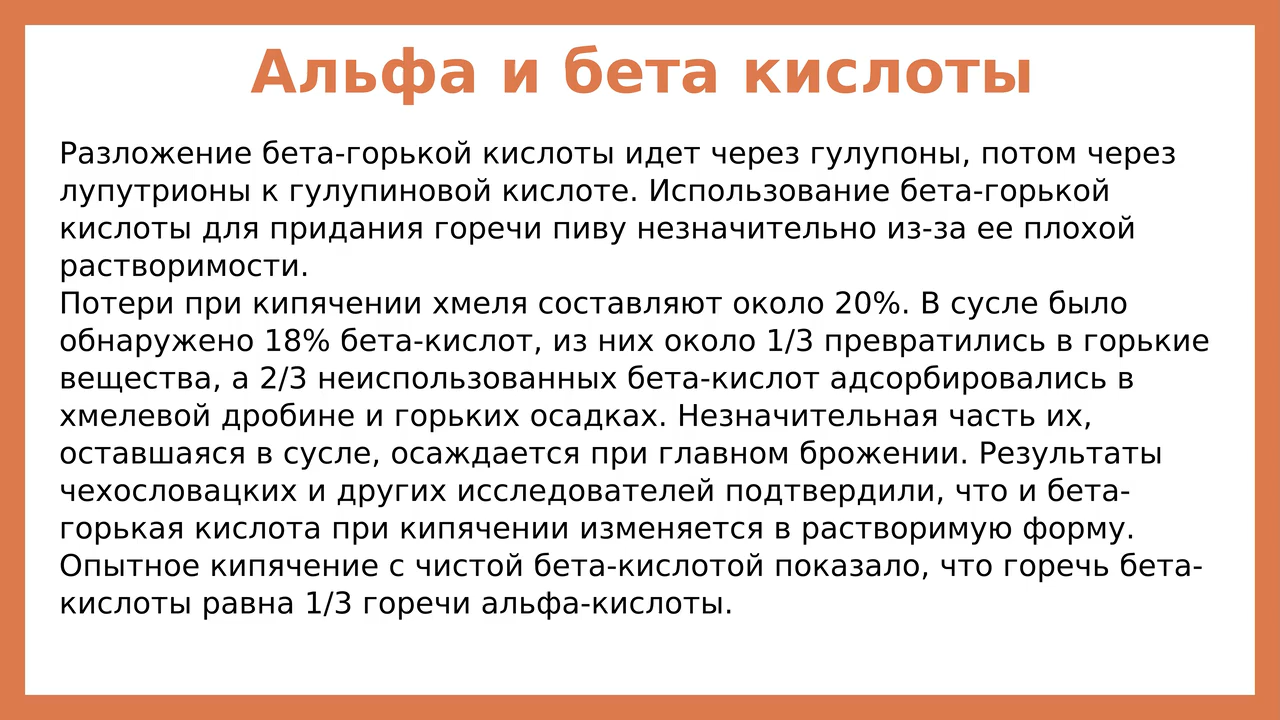 Альфа и бета кислоты
Разложение бета-горькой кислоты идет через гулупоны, потом через
лупутрионы к гулупиновой кислоте. Использование бета-горькой
кислоты для придания горечи пиву незначительно из-за ее плохой
растворимости.
Потери при кипячении хмеля составляют около 20%. В сусле было
обнаружено 18% бета-кислот, из них около 1/3 превратились в горькие
вещества, а 2/3 неиспользованных бета-кислот адсорбировались в
хмелевой дробине и горьких осадках. Незначительная часть их,
оставшаяся в сусле, осаждается при главном брожении. Результаты
чехословацких и других исследователей подтвердили, что и бета-
горькая кислота при кипячении изменяется в растворимую форму.
Опытное кипячение с чистой бета-кислотой показало, что горечь бета-
кислоты равна 1/3 горечи альфа-кислоты.